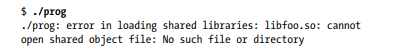 $ ./prog
./prog: error in loading shared libraries: libfoo.so: cannot
open shared object file: No such file or directory